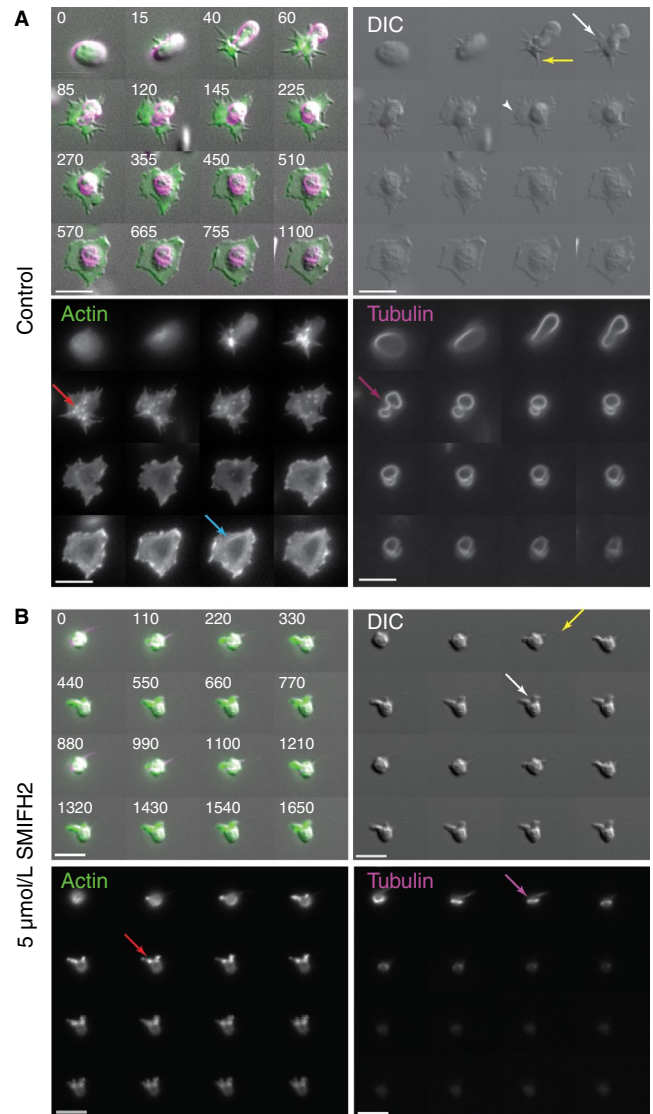 A
Control
0 15 40 60
85 120 145 225
270 355 450 510
570 665 755 1100
DIC
Actin
Tubulin
B
5 µmol/L SMIFH2
0 110 220 330
440 550 660 770
880 990 1100 1210
1320 1430 1540 1650
DIC
Actin
Tubulin